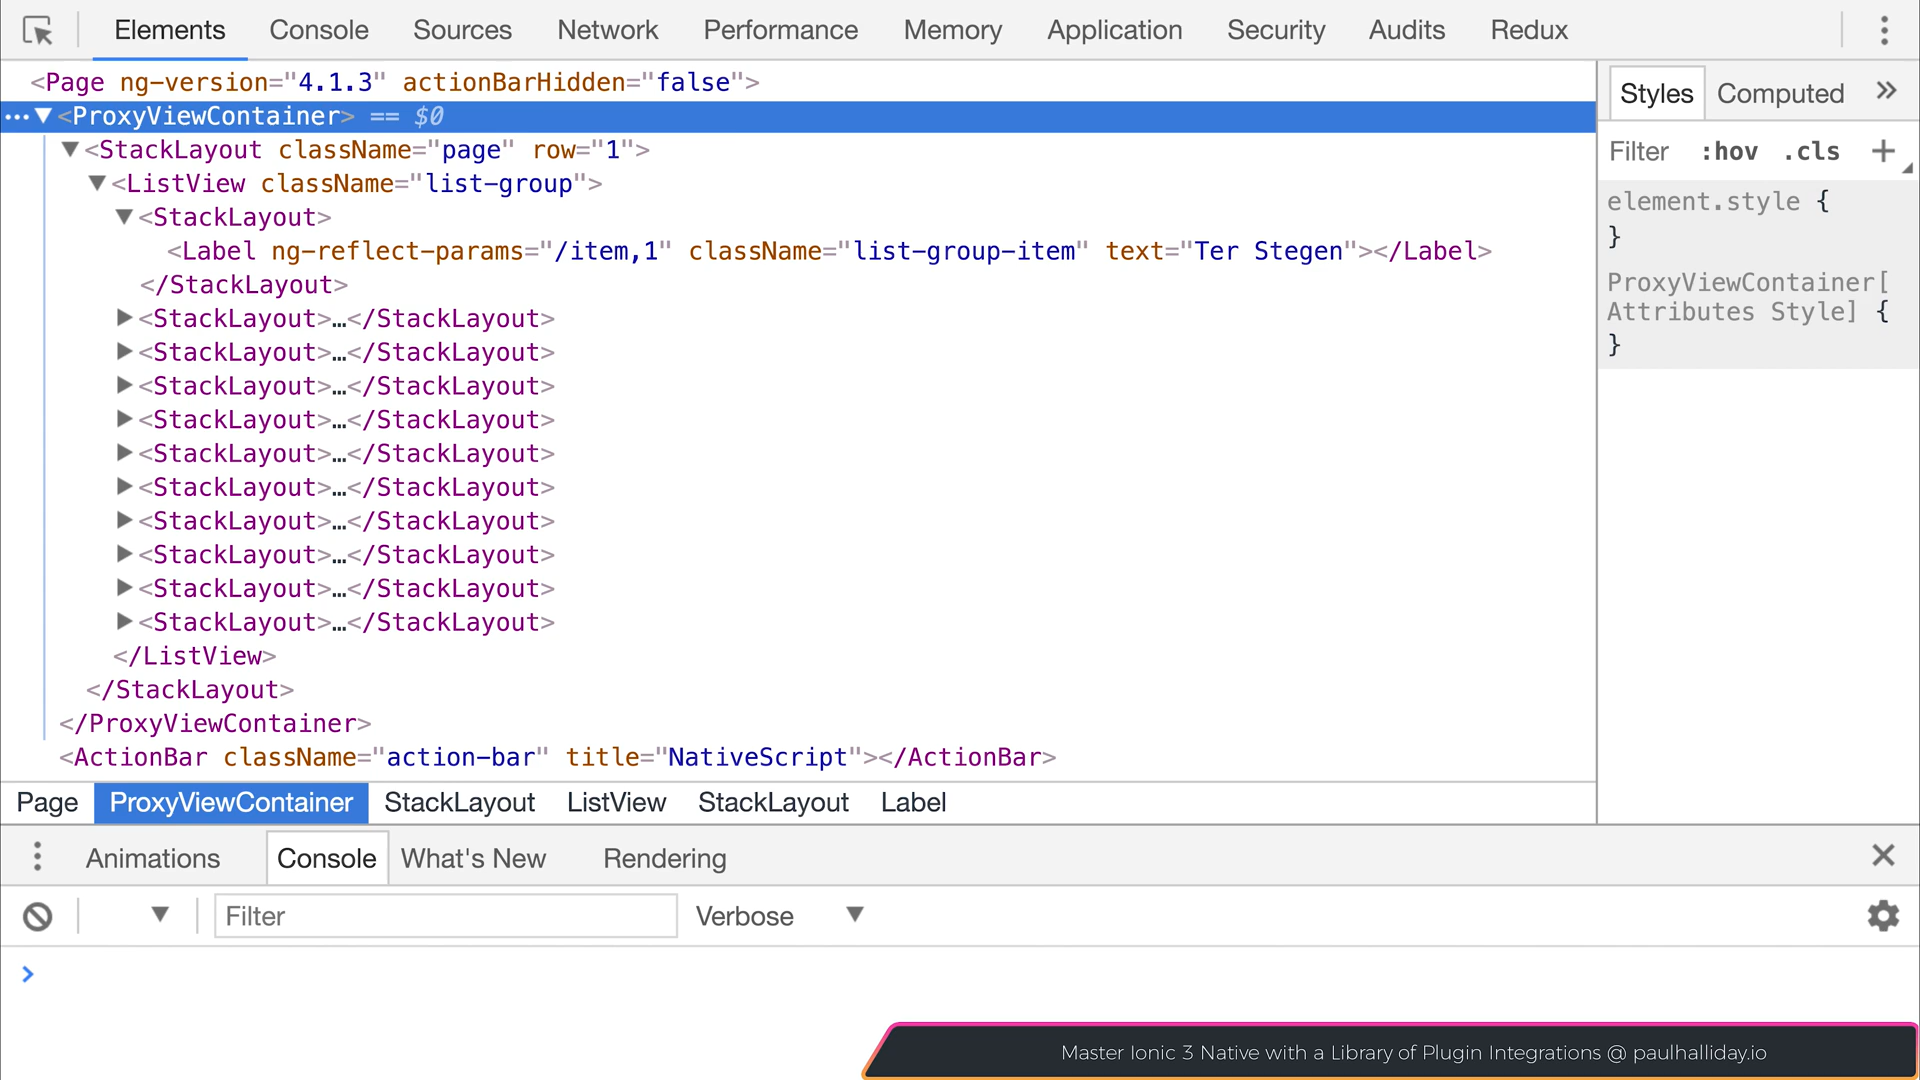 Elements Console Sources Network Performance Memory Application Security Audits Redux
<Page ng-version="4.1.3" actionBarHidden="false">
<ProxyViewContainer> == $0
<StackLayout className="page" row="1">
<ListView className="list-group">
<StackLayout>
<Label ng-reflect-params="/item,1" className="list-group-item" text="Ter Stegen"></Label>
</StackLayout>
<StackLayout>…</StackLayout>
<StackLayout>…</StackLayout>
<StackLayout>…</StackLayout>
<StackLayout>…</StackLayout>
<StackLayout>…</StackLayout>
<StackLayout>…</StackLayout>
<StackLayout>…</StackLayout>
<StackLayout>…</StackLayout>
<StackLayout>…</StackLayout>
<StackLayout>…</StackLayout>
</ListView>
</StackLayout>
</ProxyViewContainer>
<ActionBar className="action-bar" title="NativeScript"></ActionBar>
Page ProxyViewContainer StackLayout ListView StackLayout Label
Styles Computed »
Filter :hov .cls +
element.style {
}
ProxyViewContainer[
Attributes Style] {
}
Animations Console What's New Rendering
Filter Verbose
Master Ionic 3 Native with a Library of Plugin Integrations @ paulhalliday.io